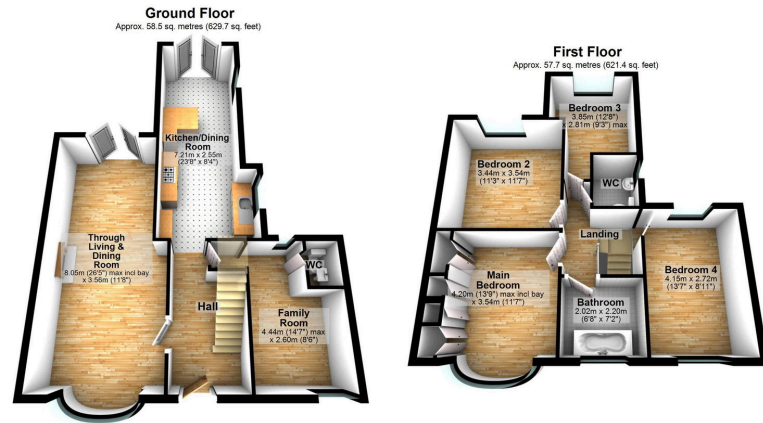 Ground Floor
Approx. 58.5 sq. metres (629.7 sq. feet)
Kitchen/Dining
Room
7.21m x 2.55m
(23'8" x 8'4")
Through
Living &
Dining
Room
8.05m (26'5") max incl bay
x 3.56m (11'8")
Hall
WC
Family
Room
4.44m (14'7") max
x 2.60m (8'6")
First Floor
Approx. 57.7 sq. metres (621.4 sq. feet)
Bedroom 3
3.85m (12'8")
x 2.81m (9'3") max
Bedroom 2
3.44m x 3.54m
(11'3" x 11'7")
WC
Landing
Main
Bedroom
4.20m (13'9") max incl bay
x 3.54m (11'7")
Bathroom
2.02m x 2.20m
(6'8" x 7'2")
Bedroom 4
4.15m x 2.72m
(13'7" x 8'11")